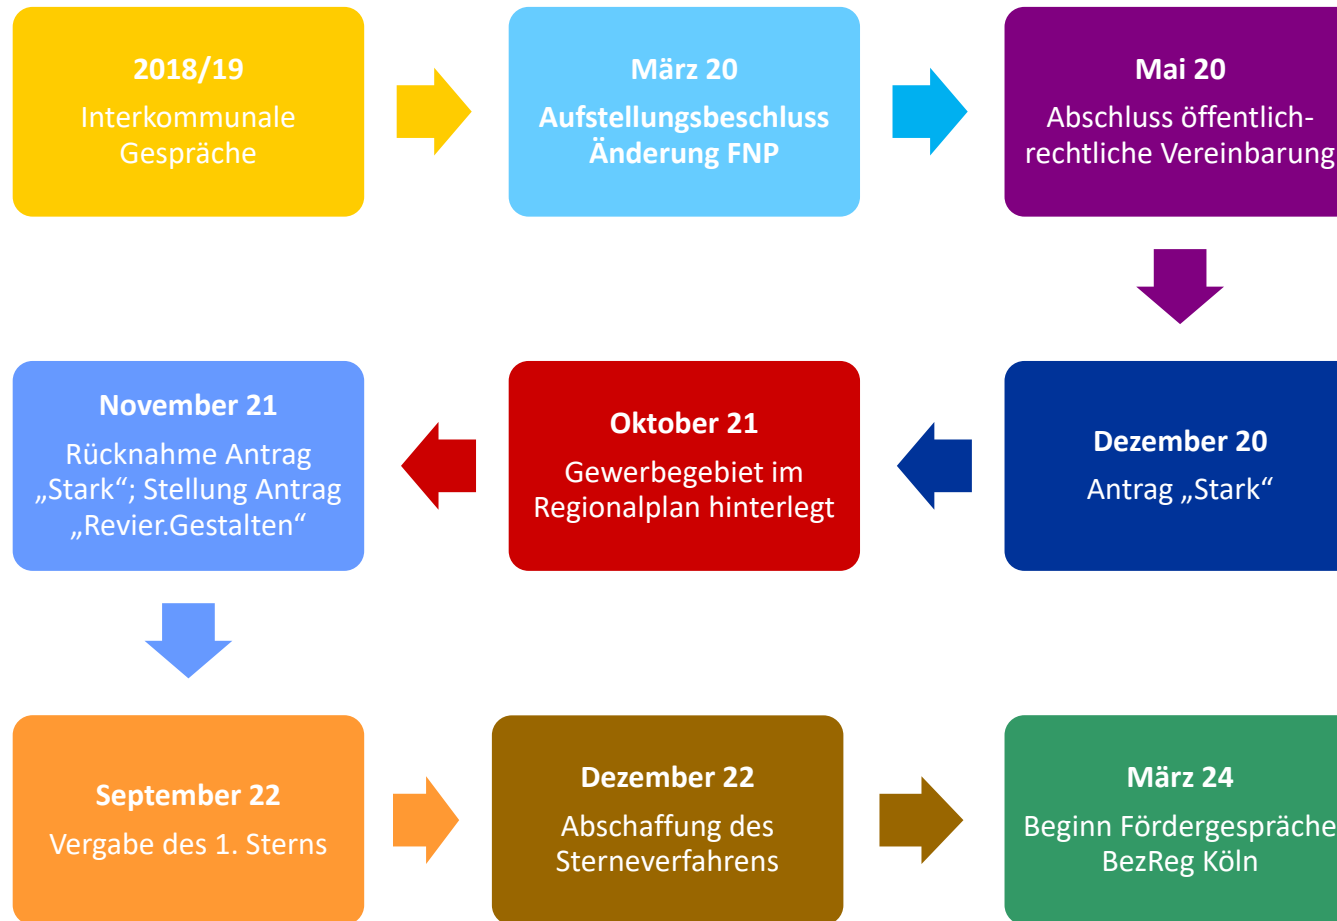 2018/19
Interkommunale
Gespräche
März 20
Aufstellungsbeschluss
Änderung FNP
Mai 20
Abschluss öffentlich-
rechtliche Vereinbarung
Dezember 20
Antrag „Stark“
Oktober 21
Gewerbegebiet im
Regionalplan hinterlegt
November 21
Rücknahme Antrag
„Stark“; Stellung Antrag
„Revier.Gestalten“
September 22
Vergabe des 1. Sterns
Dezember 22
Abschaffung des
Sterneverfahrens
März 24
Beginn Fördergespräche
BezReg Köln